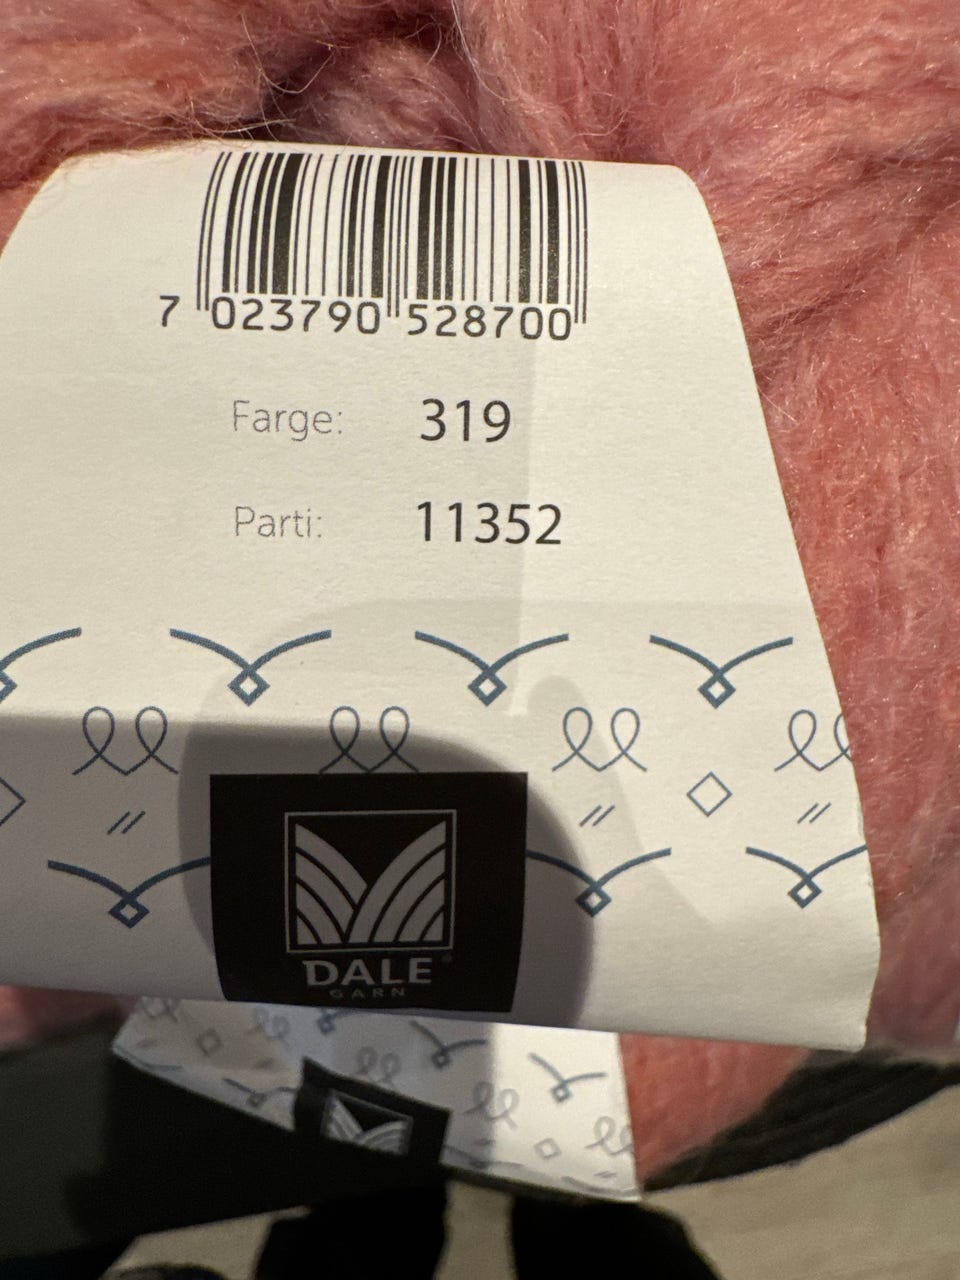 7 023790 528700
Farge: 319
Parti: 11352
DALE
GARN